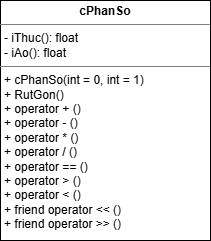 cPhanSo
- iThuc(): float
- iAo(): float
+ cPhanSo(int = 0, int = 1)
+ RutGon()
+ operator + ()
+ operator - ()
+ operator * ()
+ operator / ()
+ operator == ()
+ operator > ()
+ operator < ()
+ friend operator << ()
+ friend operator >> ()